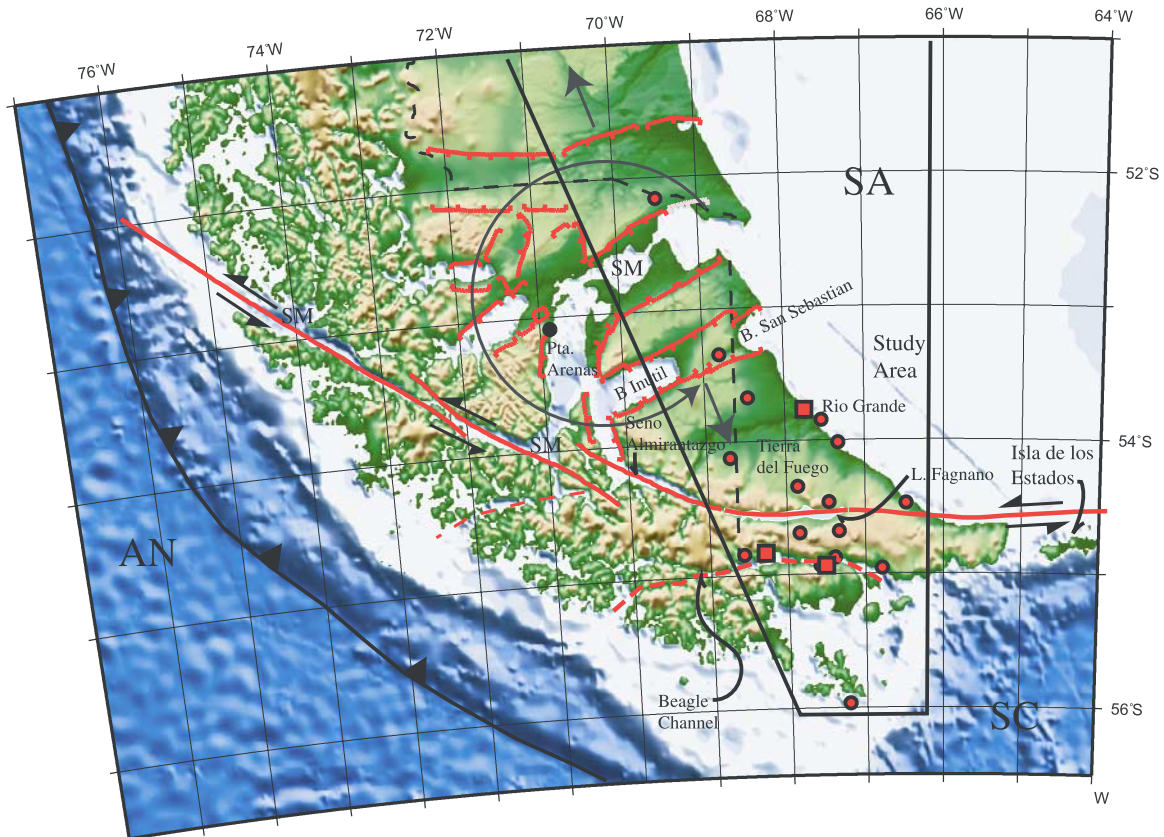 76°W
74°W
72°W
70°W
68°W
66°W
64°W
52°S
SA
SM
B. San Sebastian
SM
Study
Area
Pta.
Arenas
B Inutil
Rio Grande
Seno
Almirantazgo
SM
54°S
Tierra
del Fuego
Isla de los
Estados
L. Fagnano
AN
Beagle
Channel
56°S
SC
W